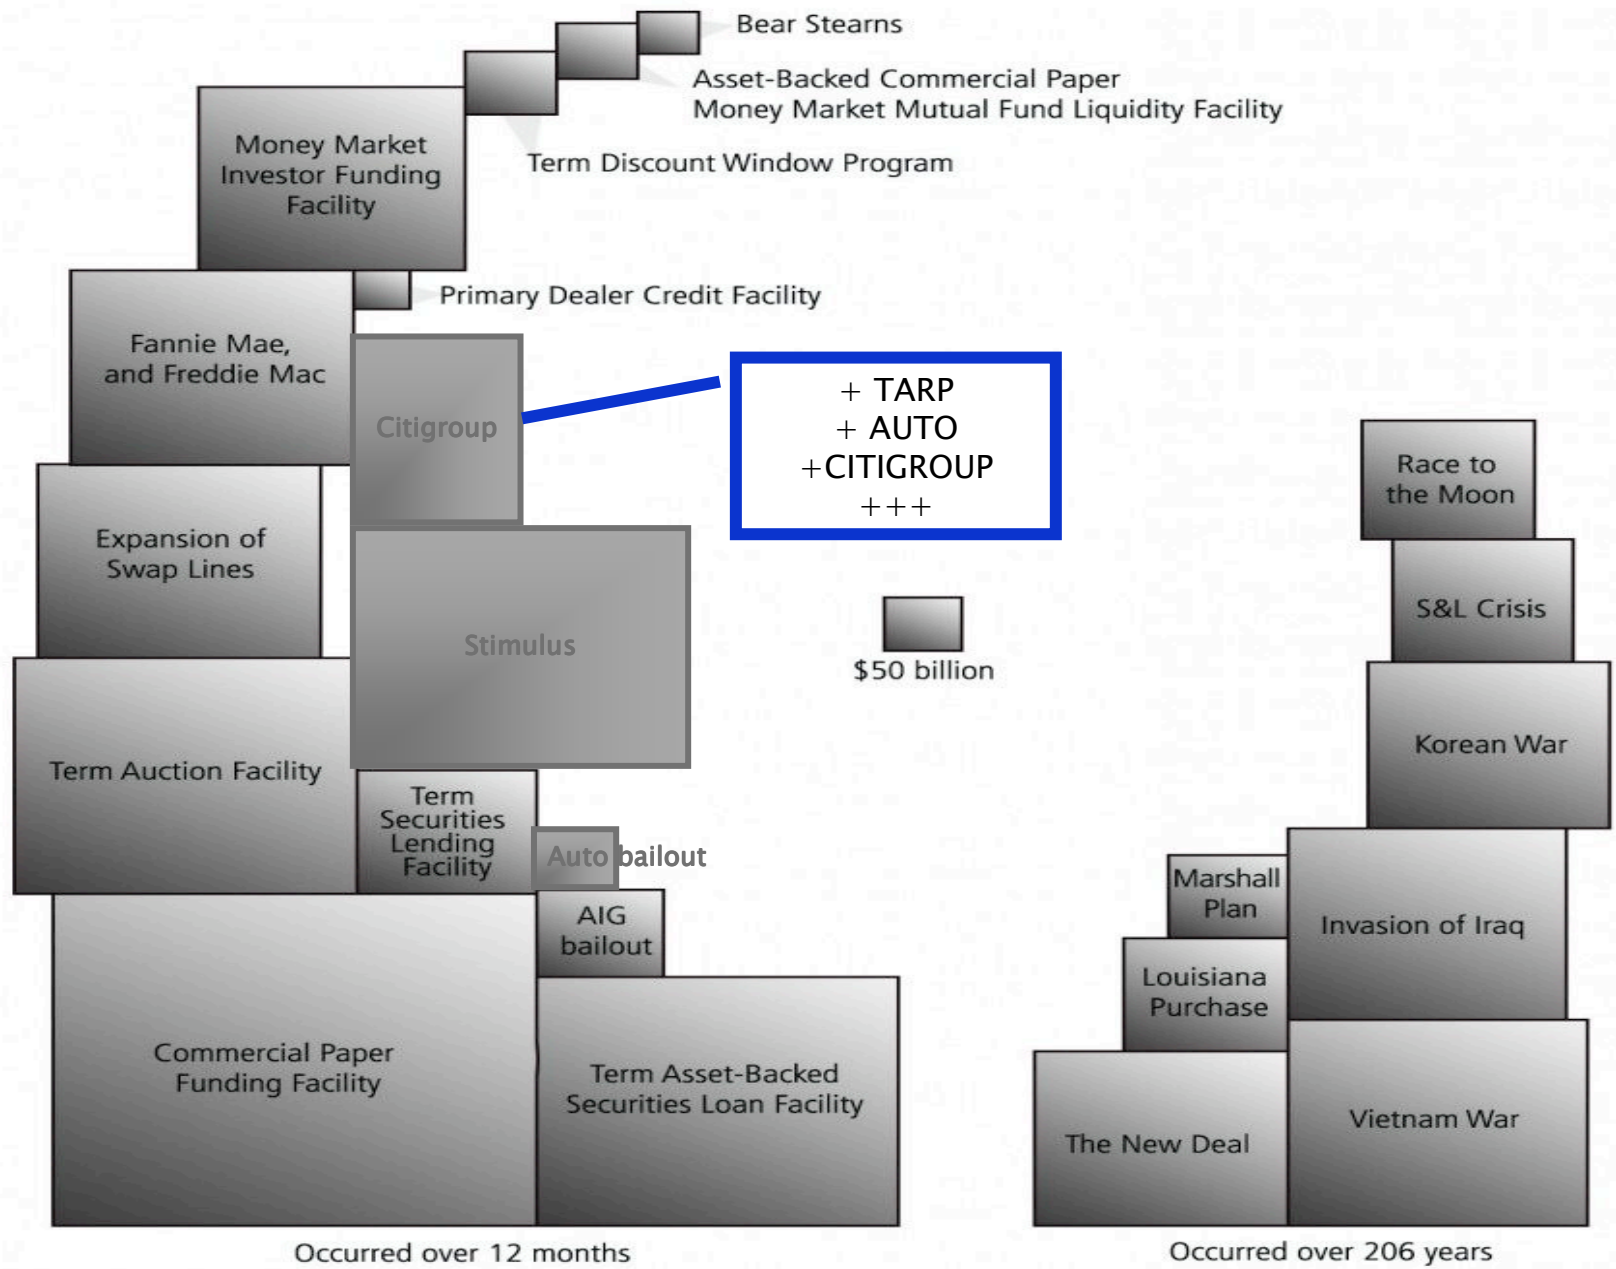 Bear Stearns
Asset-Backed Commercial Paper
Money Market Mutual Fund Liquidity Facility
Term Discount Window Program
Money Market
Investor Funding
Facility
Primary Dealer Credit Facility
Fannie Mae,
and Freddie Mac
Citigroup
+ TARP
+ AUTO
+CITIGROUP
+++
Expansion of
Swap Lines
Stimulus
$50 billion
Term Auction Facility
Term
Securities
Lending
Facility
Auto bailout
AIG
bailout
Commercial Paper
Funding Facility
Term Asset-Backed
Securities Loan Facility
Occurred over 12 months
Race to
the Moon
S&L Crisis
Korean War
Marshall
Plan
Invasion of Iraq
Louisiana
Purchase
The New Deal
Vietnam War
Occurred over 206 years